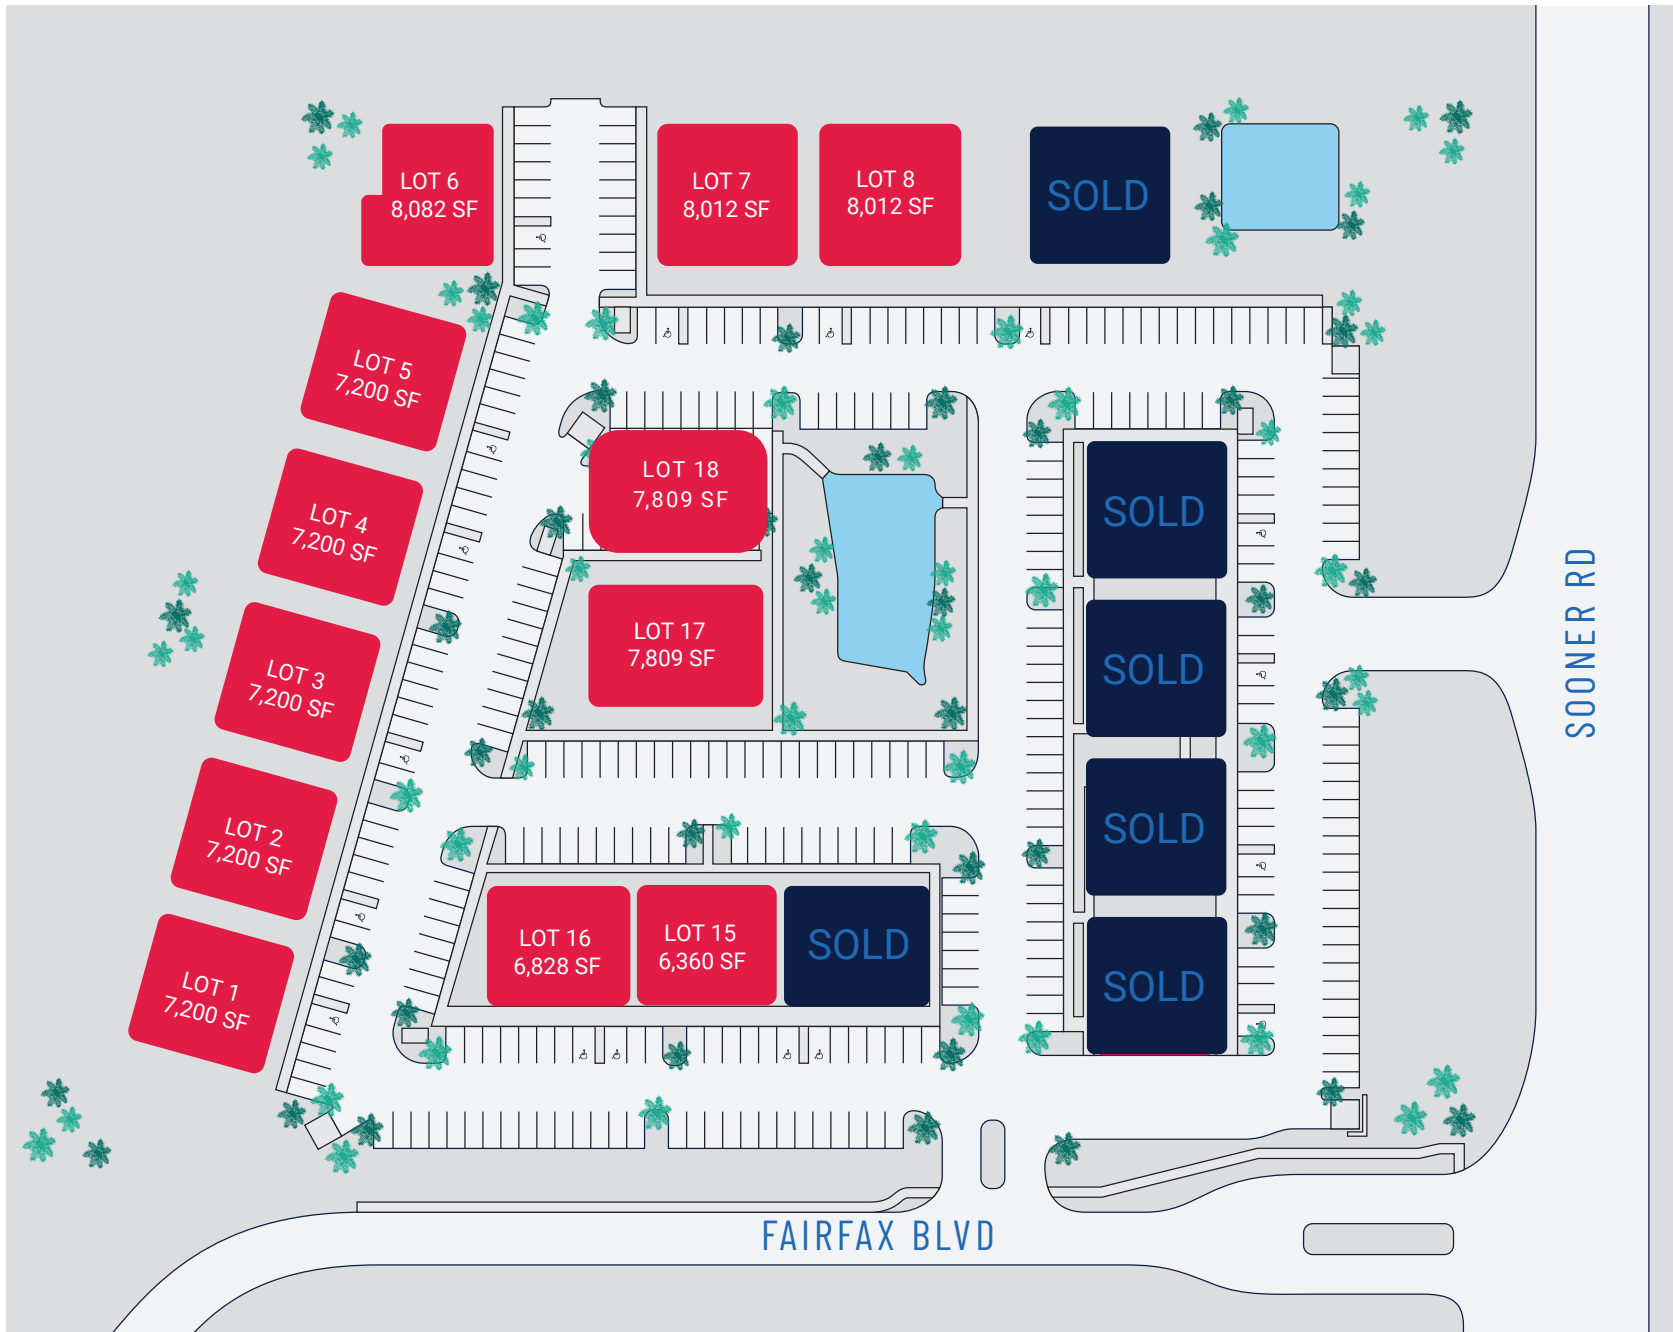 LOT 6
8,082 SF
LOT 7
8,012 SF
LOT 8
8,012 SF
SOLD
LOT 5
7,200 SF
LOT 18
7,809 SF
SOLD
LOT 4
7,200 SF
LOT 17
7,809 SF
SOLD
SOONER RD
LOT 3
7,200 SF
LOT 2
7,200 SF
SOLD
LOT 16
6,828 SF
LOT 15
6,360 SF
SOLD
SOLD
LOT 1
7,200 SF
FAIRFAX BLVD